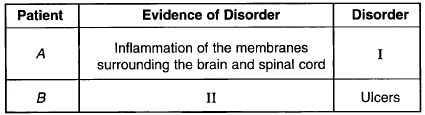 Patient Evidence of Disorder Disorder
A Inflammation of the membranes surrounding the brain and spinal cord I
B II Ulcers